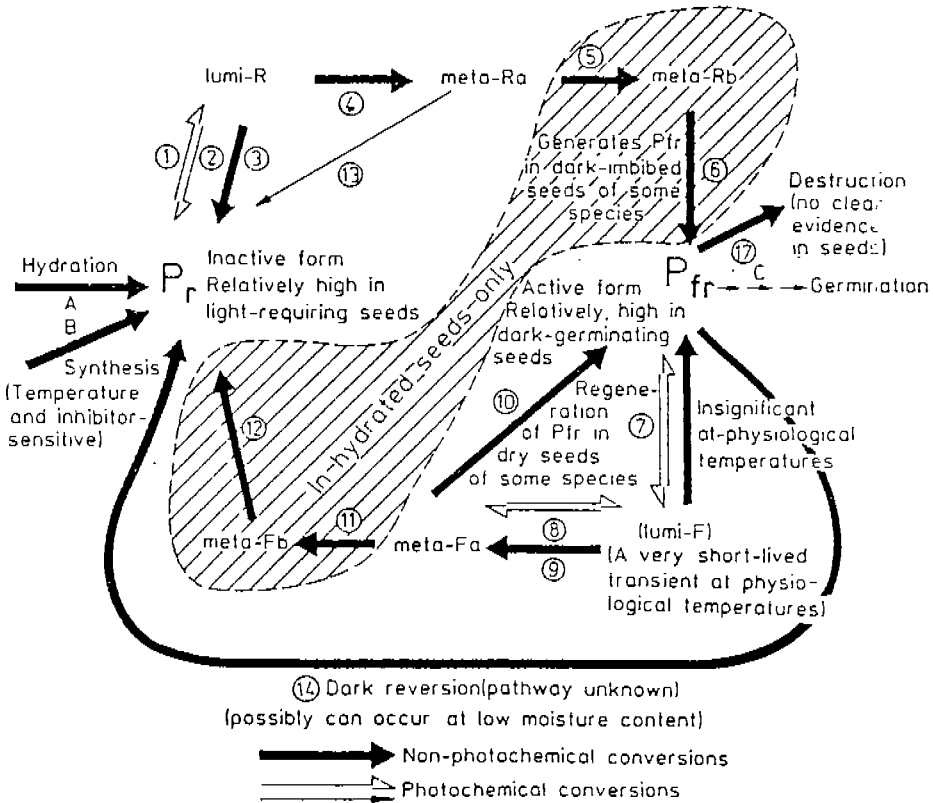 lumi-R
④
meta-Ra
⑤
meta-Rb
①
②
③
⑬
Generates Pfr
in dark-imbibed
seeds of some
species
⑥
Destruction
(no clear
evidence
in seeds)
⑰
Hydration
A
B
Synthesis
(Temperature
and inhibitor-
sensitive)
Pr
Inactive form
Relatively high in
light-requiring seeds
In-hydrated seeds-only
Active form
Relatively, high in
dark-germinating
seeds
Pfr
C
Germination
⑫
⑩
Regene-
ration
of Pfr in
dry seeds
of some species
⑦
Insignificant
at-physiological
temperatures
meta-Fb
⑪
meta-Fa
⑧
⑨
(lumi-F)
(A very short-lived
transient at physio-
logical temperatures)
⑭ Dark reversion(pathway unknown)
(possibly can occur at low moisture content)
Non-photochemical conversions
Photochemical conversions